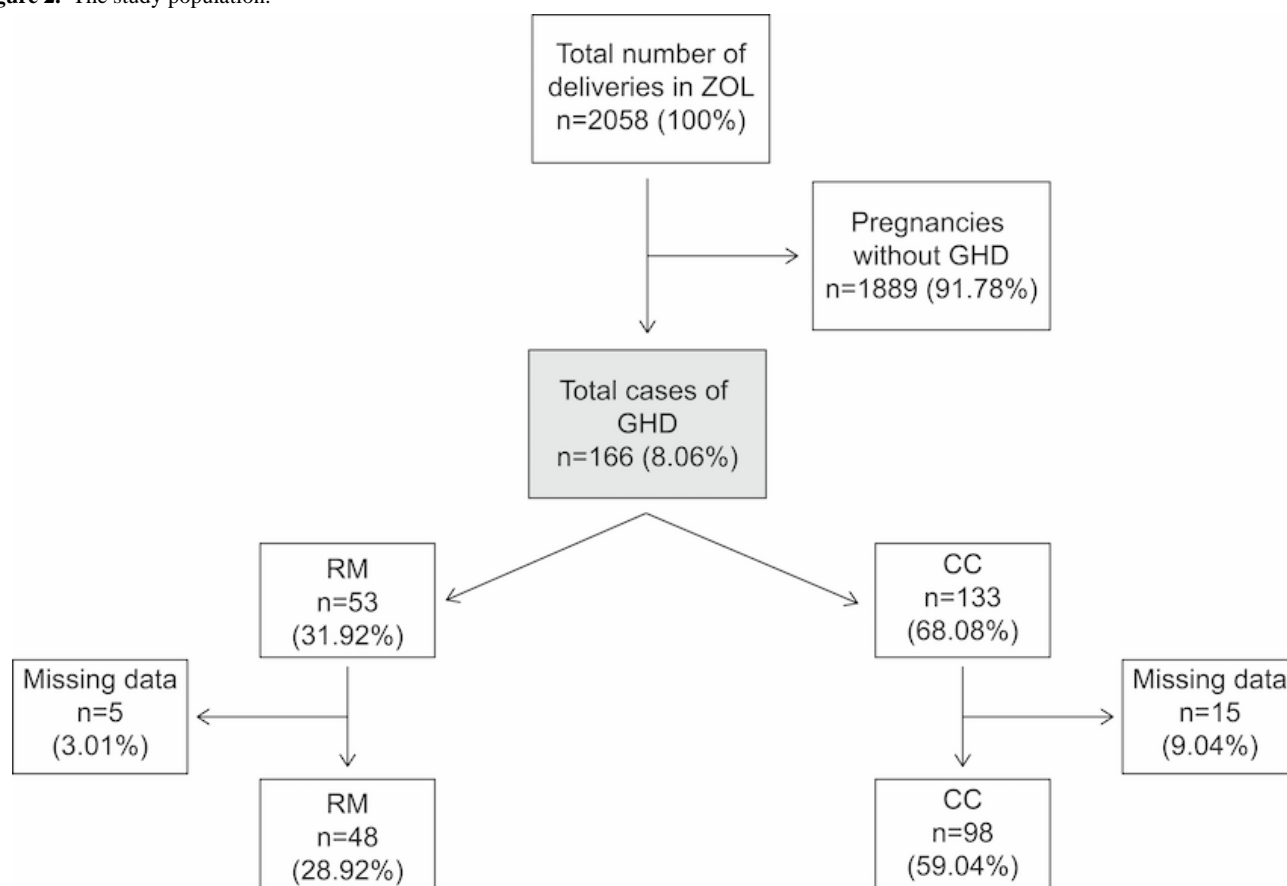 gure 2. The study population.
Total number of
deliveries in ZOL
n=2058 (100%)
Pregnancies
without GHD
n=1889 (91.78%)
Total cases of
GHD
n=166 (8.06%)
RM
n=53
(31.92%)
CC
n=133
(68.08%)
Missing data
n=5
(3.01%)
Missing data
n=15
(9.04%)
RM
n=48
(28.92%)
CC
n=98
(59.04%)